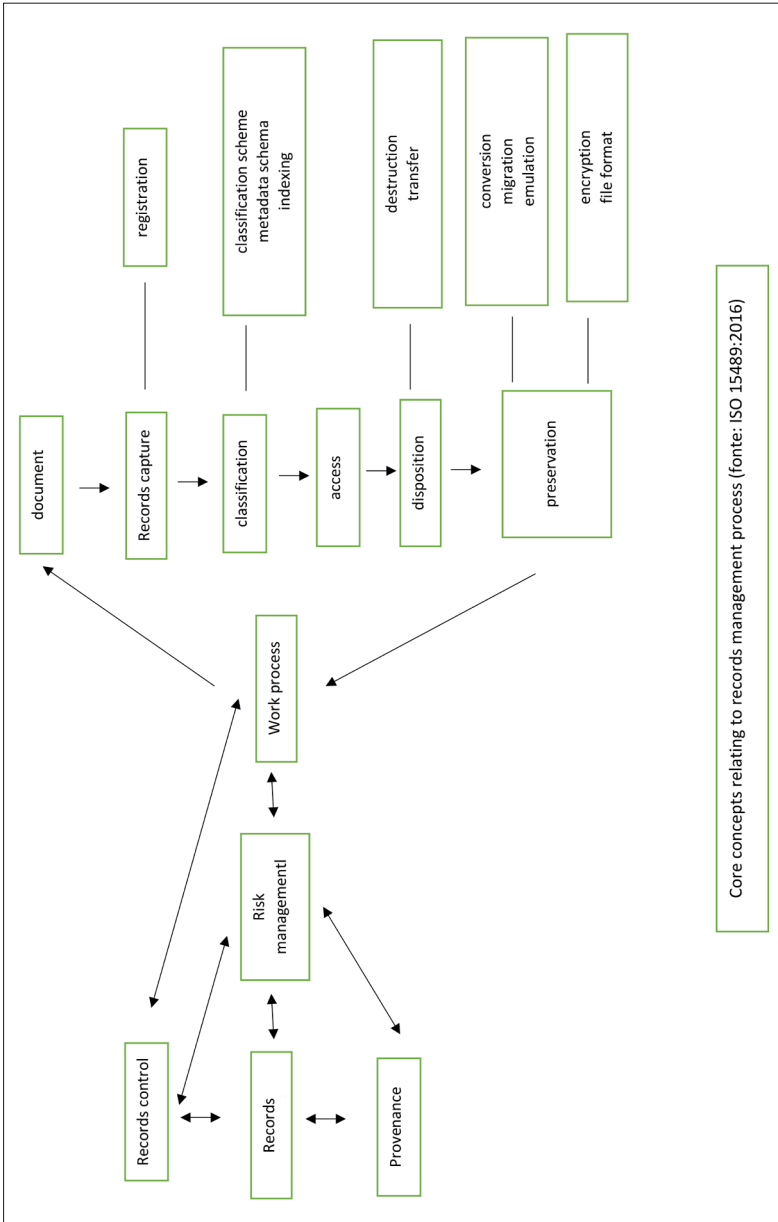 document
Records control
Records capture
registration
Records
Risk
managementl
Work process
classification
classification scheme
metadata schema
indexing
access
Provenance
disposition
destruction
transfer
preservation
conversion
migration
emulation
encryption
file format
Core concepts relating to records management process (fonte: ISO 15489:2016)